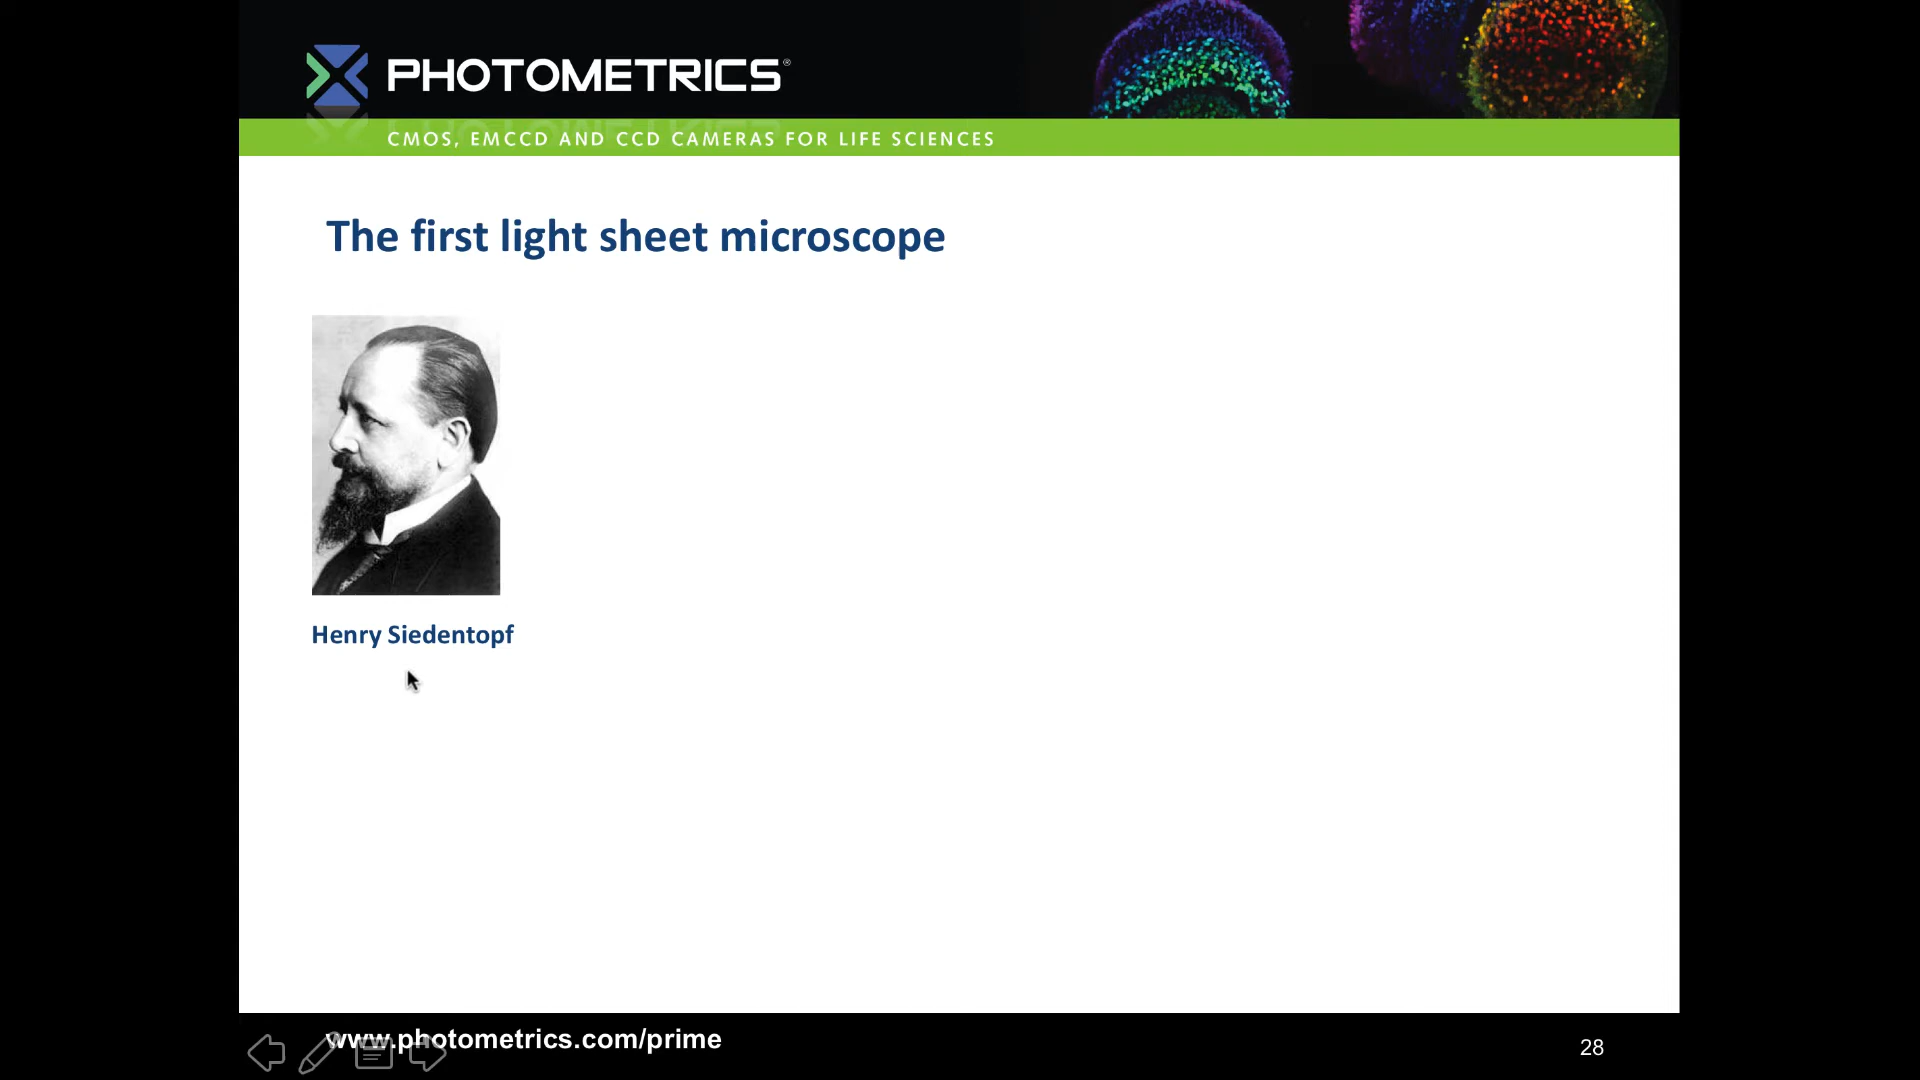 PHOTOMETRICS®
CMOS, EMCCD AND CCD CAMERAS FOR LIFE SCIENCES
The first light sheet microscope
Henry Siedentopf
www.photometrics.com/prime
28